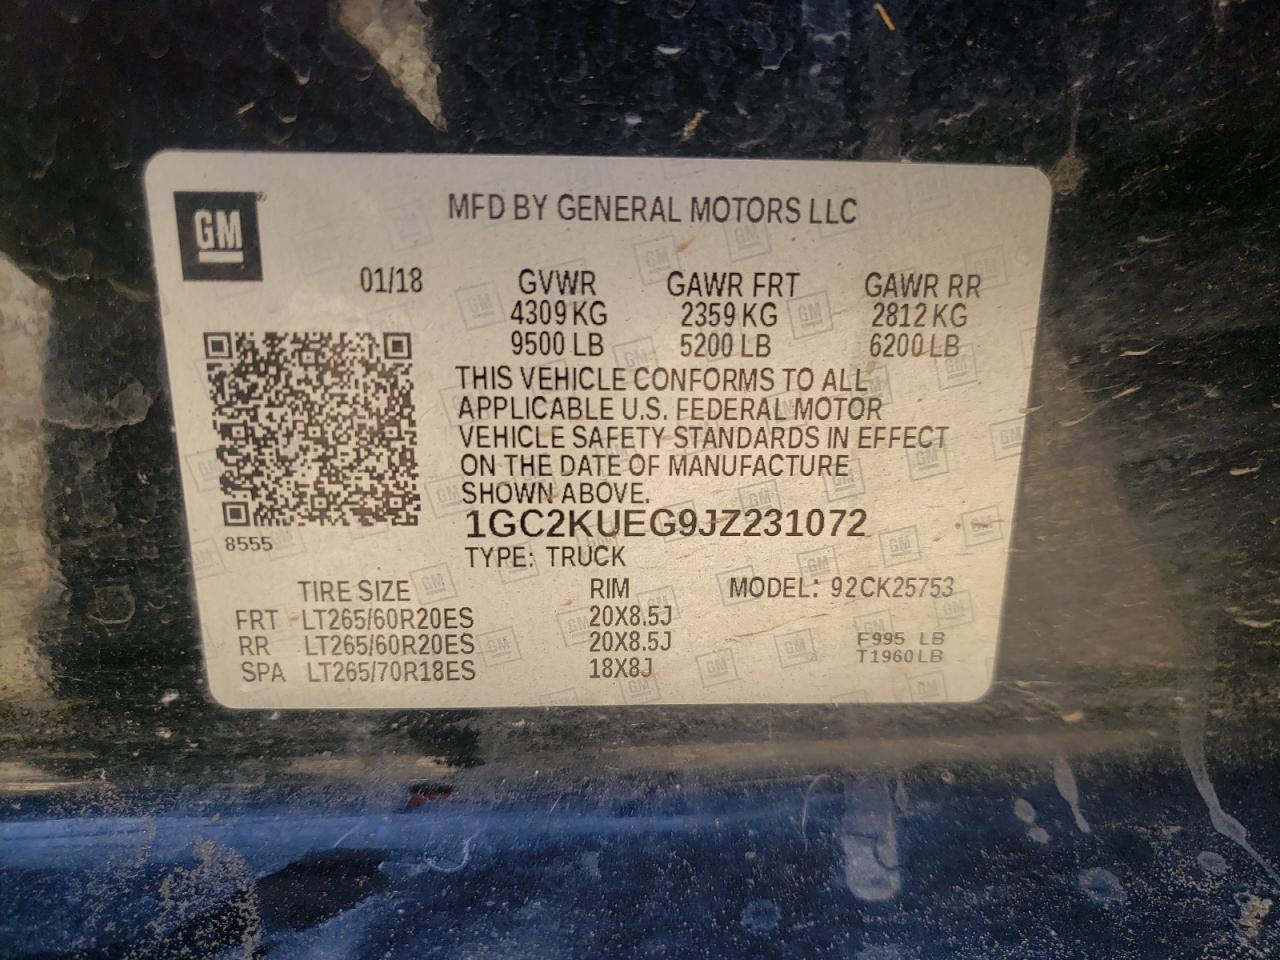 GM
MFD BY GENERAL MOTORS LLC
01/18 GVWR GAWR FRT GAWR RR
4309 KG 2359 KG 2812 KG
9500 LB 5200 LB 6200 LB
THIS VEHICLE CONFORMS TO ALL
APPLICABLE U.S. FEDERAL MOTOR
VEHICLE SAFETY STANDARDS IN EFFECT
ON THE DATE OF MANUFACTURE
SHOWN ABOVE.
1GC2KUEG9JZ231072
8555
TYPE: TRUCK
TIRE SIZE RIM MODEL: 92CK25753
FRT LT265/60R20ES 20X8.5J
RR LT265/60R20ES 20X8.5J F995 LB
SPA LT265/70R18ES 18X8J T1960LB